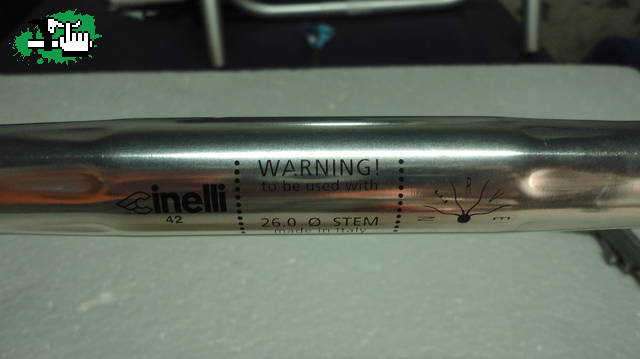 cinelli
42
WARNING!
to be used with
26.0 Ø STEM
made in Italy